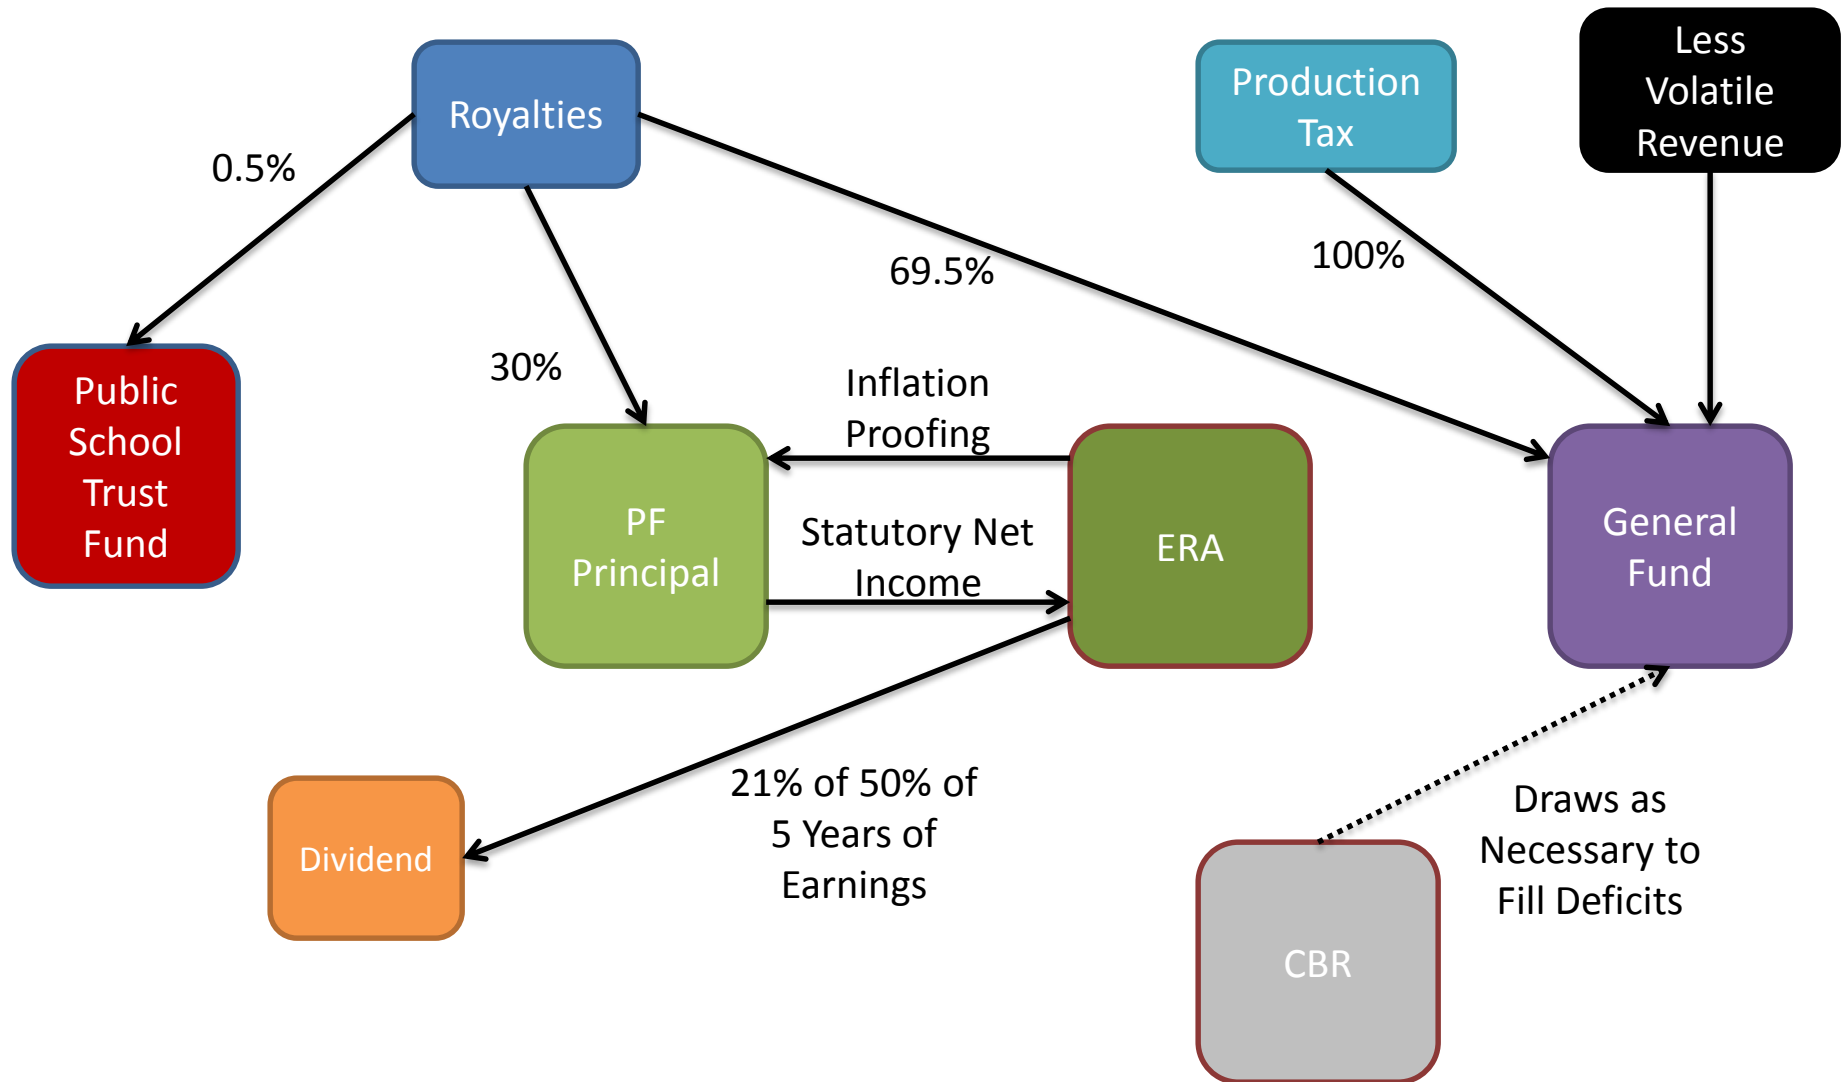 Royalties
Production
Tax
Less
Volatile
Revenue
0.5%
30%
69.5%
100%
Public
School
Trust
Fund
Inflation
Proofing
PF
Principal
Statutory Net
Income
ERA
General
Fund
Dividend
21% of 50% of
5 Years of
Earnings
CBR
Draws as
Necessary to
Fill Deficits